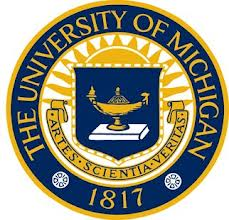 THE UNIVERSITY OF MICHIGAN
ARTES · SCIENTIA · VERITAS
1817